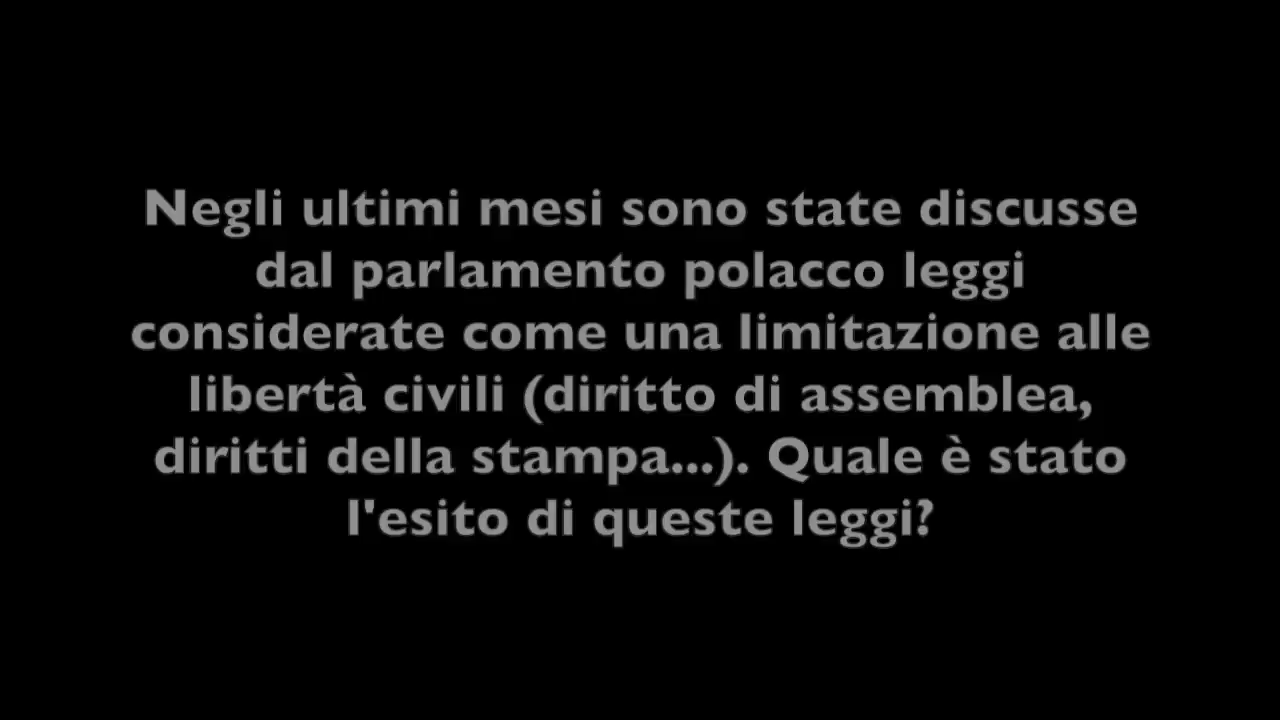 Negli ultimi mesi sono state discusse
dal parlamento polacco leggi
considerate come una limitazione alle
libertà civili (diritto di assemblea,
diritti della stampa...). Quale è stato
l'esito di queste leggi?